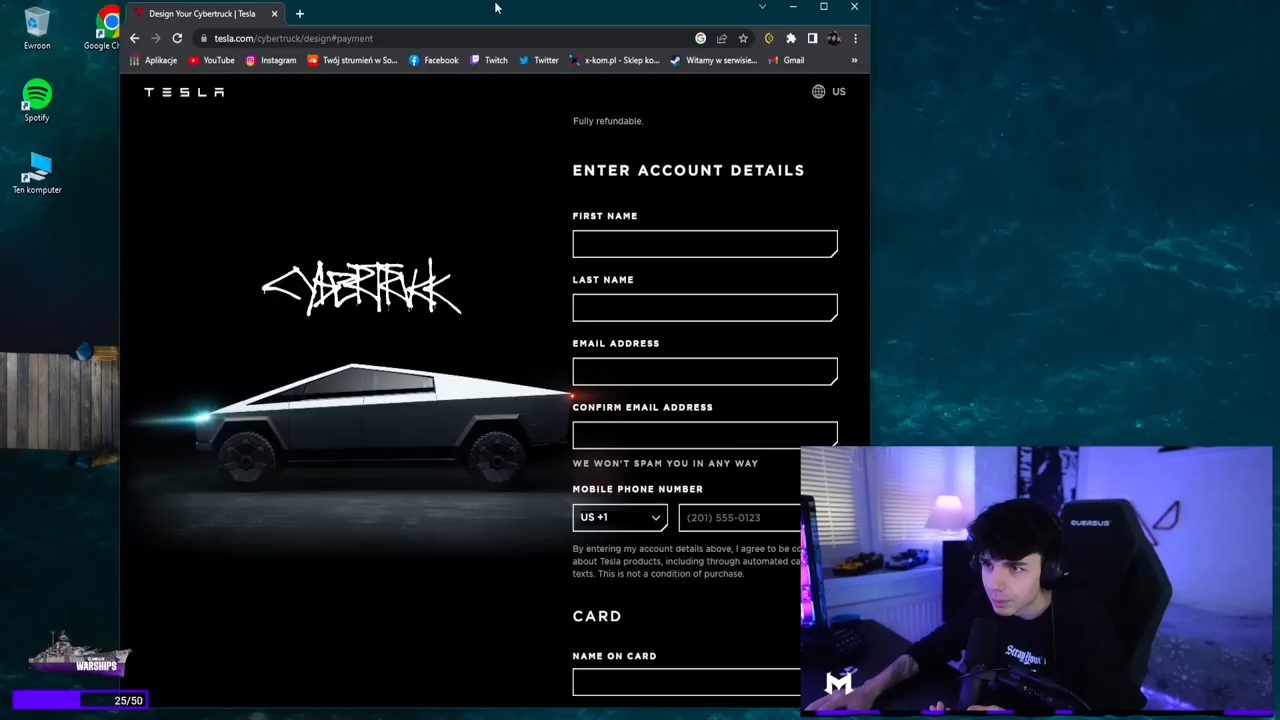 Design Your Cybertruck | Tesla
tesla.com/cybertruck/design#payment
Aplikacje YouTube Instagram Twój strumień w So... Facebook Twitch Twitter x-kom.pl - Sklep ko... Witamy w serwisie... Gmail »
Ewroon
Google Ch
Spotify
Ten komputer
TESLA
US
Fully refundable.
ENTER ACCOUNT DETAILS
FIRST NAME
LAST NAME
EMAIL ADDRESS
CONFIRM EMAIL ADDRESS
WE WON'T SPAM YOU IN ANY WAY
MOBILE PHONE NUMBER
US +1
(201) 555-0123
By entering my account details above, I agree to be co
about Tesla products, including through automated ca
texts. This is not a condition of purchase.
CARD
NAME ON CARD
CYBERTRUCK
WARSHIPS
25/50
QUERSUS
M